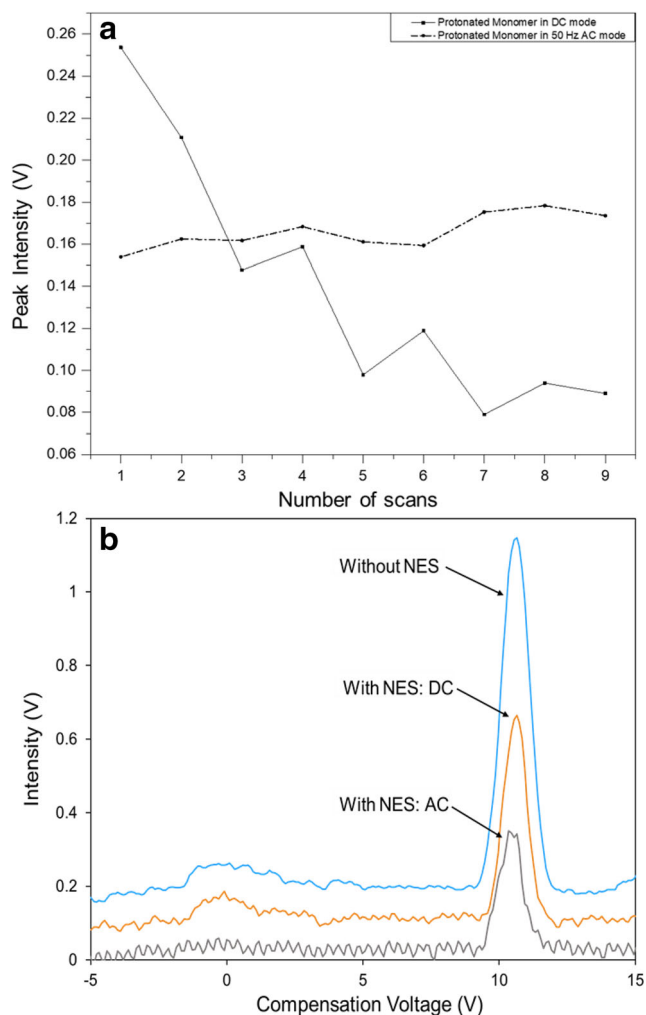 a
Protonated Monomer in DC mode
Protonated Monomer in 50 Hz AC mode
0.26
0.24
0.22
0.20
0.18
0.16
0.14
0.12
0.10
0.08
0.06
Peak Intensity (V)
1 2 3 4 5 6 7 8 9
Number of scans
b
1.2
1
0.8
0.6
0.4
0.2
0
Intensity (V)
Without NES
With NES: DC
With NES: AC
-5 0 5 10 15
Compensation Voltage (V)